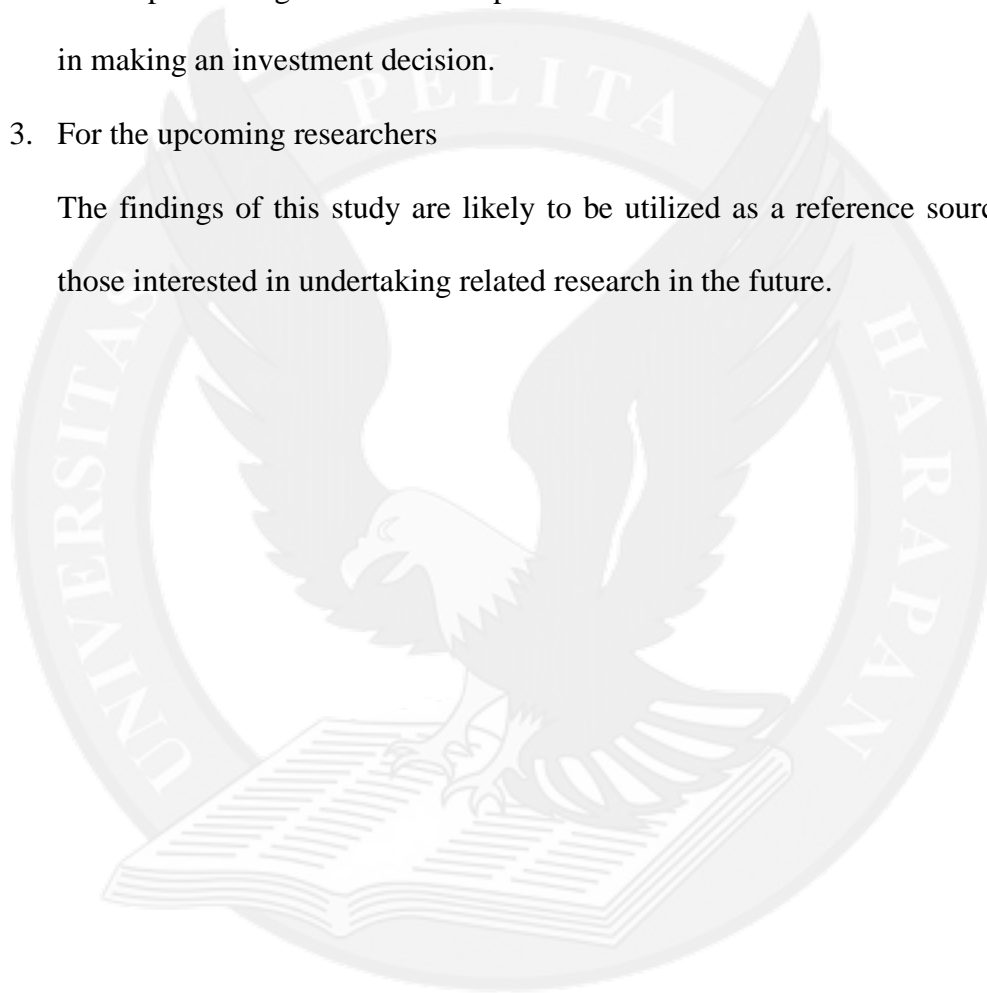 in making an investment decision.
3. For the upcoming researchers
The findings of this study are likely to be utilized as a reference
those interested in undertaking related research in the future.
UNIVERSITAS PELITA HARAPAN